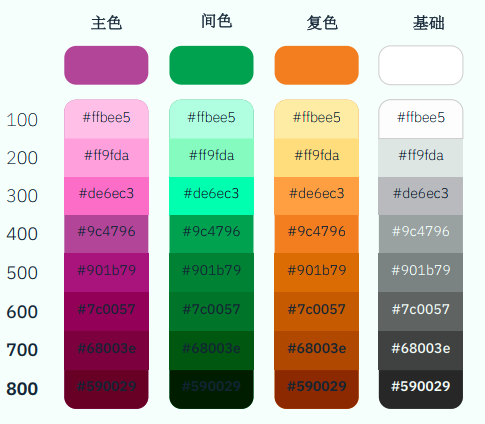 主色 间色 复色 基础
100 #ffbee5 #ffbee5 #ffbee5 #ffbee5
200 #ff9fda #ff9fda #ff9fda #ff9fda
300 #de6ec3 #de6ec3 #de6ec3 #de6ec3
400 #9c4796 #9c4796 #9c4796 #9c4796
500 #901b79 #901b79 #901b79 #901b79
600 #7c0057 #7c0057 #7c0057 #7c0057
700 #68003e #68003e #68003e #68003e
800 #590029 #590029 #590029 #590029